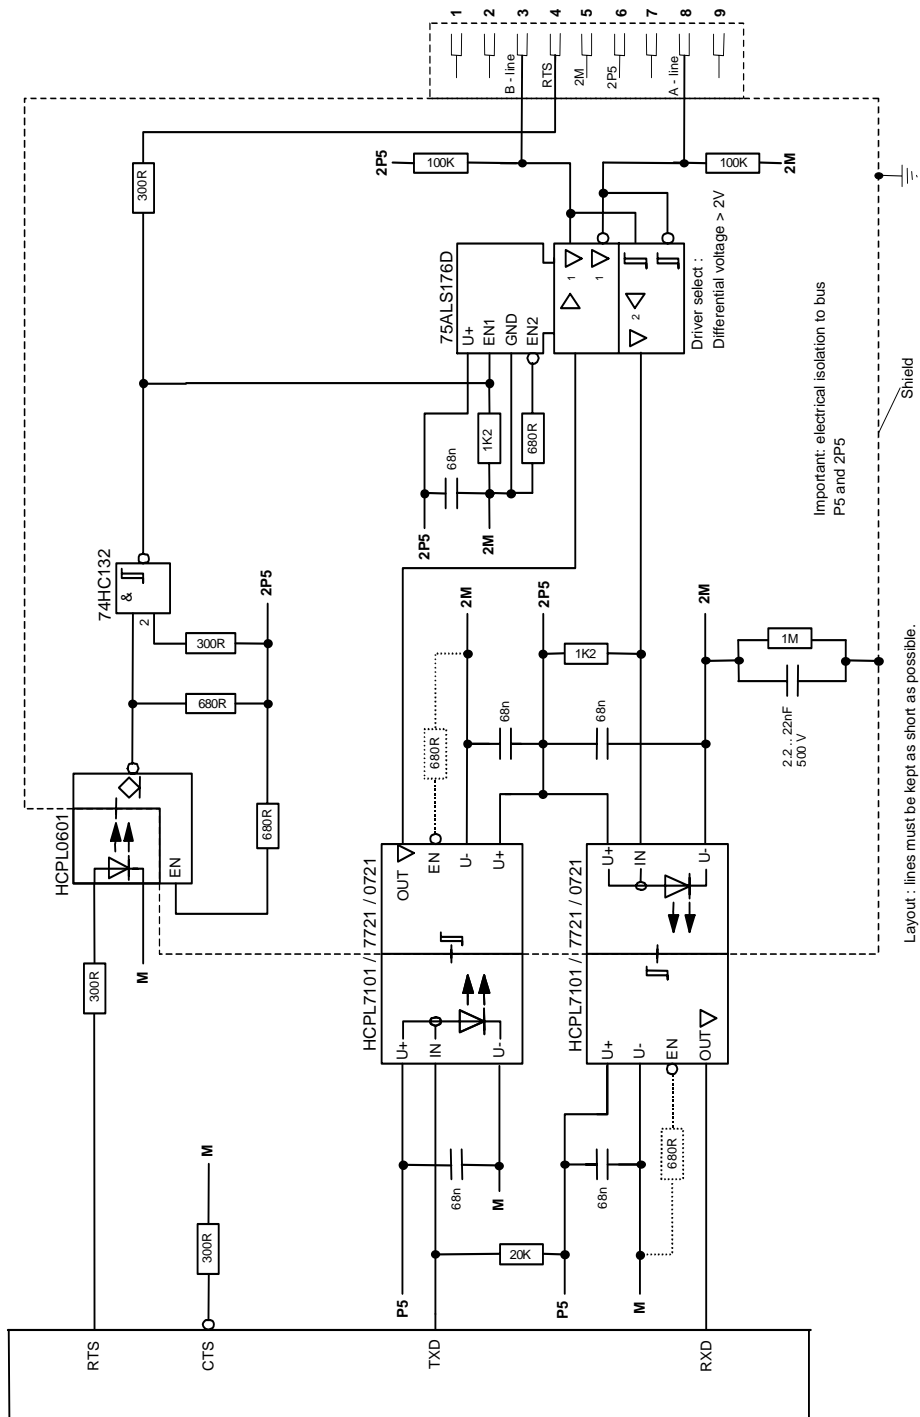 1
2
3
4
5
6
7
8
9
B - line
RTS
2M
2P5
A - line
2P5
100K
100K
2M
300R
75ALS176D
U+
EN1
GND
EN2
1
1
2
Driver select :
Differential voltage > 2V
1K2
680R
68n
2P5
2M
Important: electrical isolation to bus
P5 and 2P5
Shield
74HC132
&
2
300R
2P5
680R
680R
HCPL0601
EN
M
300R
2M
2P5
2M
680R
68n
68n
1K2
1M
2.2 .. 22nF
500 V
HCPL7101 / 7721 / 0721
OUT
EN
U-
U+
U+
IN
U-
HCPL7101 / 7721 / 0721
U+
IN
U-
U+
U-
EN
OUT
68n
M
68n
680R
20K
P5
P5
M
M
300R
RTS
CTS
TXD
RXD
Layout : lines must be kept as short as possible.